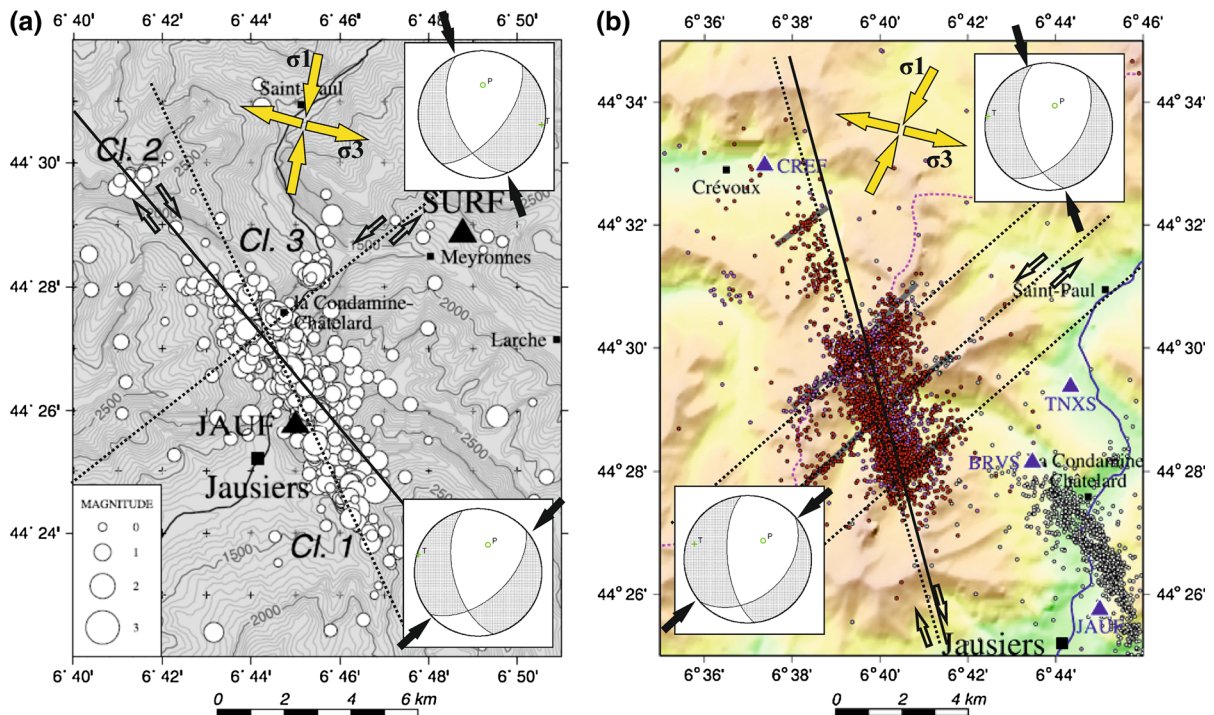 (a)
6˚ 42'
6˚ 44'
6˚ 46'
6˚ 48'
6˚ 50'
44˚ 30'
44˚ 28'
44˚ 26'
44˚ 24'
σ1
Saint-Paul
σ3
Cl. 2
Cl. 3
SURF
Meyronnes
la Condamine-
Châtelard
Larche
JAUF
Jausiers
Cl. 1
2500
2500
1500
2000
2500
2500
2000
1500
2000
P
T
T
P
MAGNITUDE
0
1
2
3
6˚ 40'
6˚ 42'
6˚ 44'
6˚ 46'
6˚ 48'
6˚ 50'
0 2 4 6 km
(b)
6˚ 36'
6˚ 38'
6˚ 40'
6˚ 42'
6˚ 44'
6˚ 46'
44˚ 34'
44˚ 32'
44˚ 30'
44˚ 28'
44˚ 26'
σ1
σ3
T
P
Crévoux
CREF
Saint-Paul
TNXS
BRVS
a Condamine
Châtelard
JAUF
Jausiers
T
P
6˚ 36'
6˚ 38'
6˚ 40'
6˚ 42'
6˚ 44'
6˚ 46'
44˚ 34'
44˚ 32'
44˚ 30'
44˚ 28'
44˚ 26'
0 2 4 km